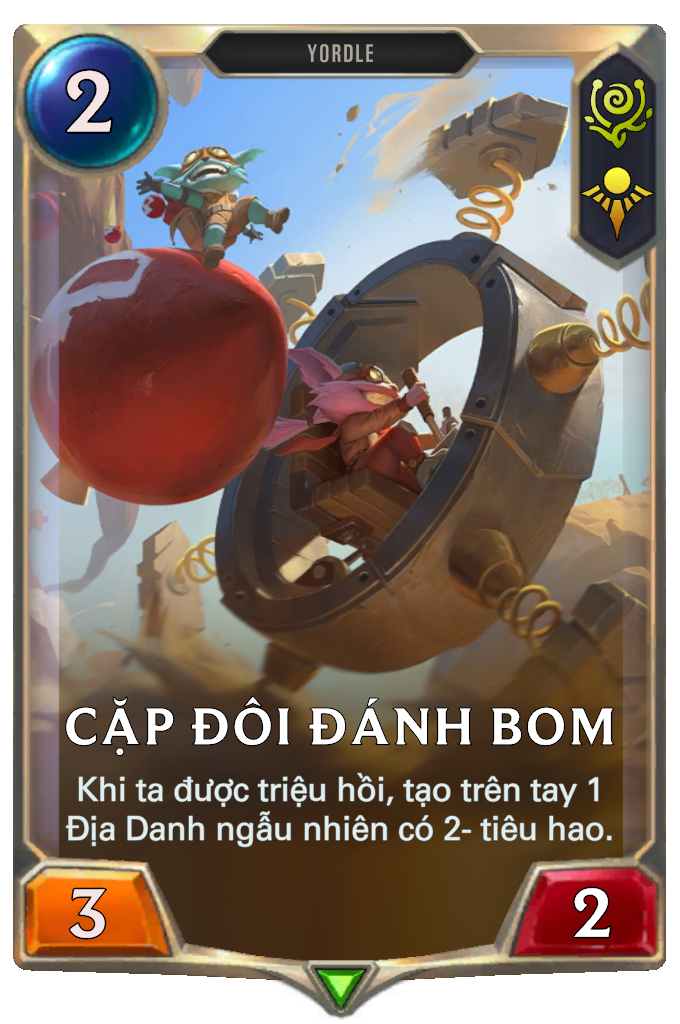 2
YORDLE
CẶP ĐÔI ĐÁNH BOM
Khi ta được triệu hồi, tạo trên tay 1
Địa Danh ngẫu nhiên có 2- tiêu hao.
3
2